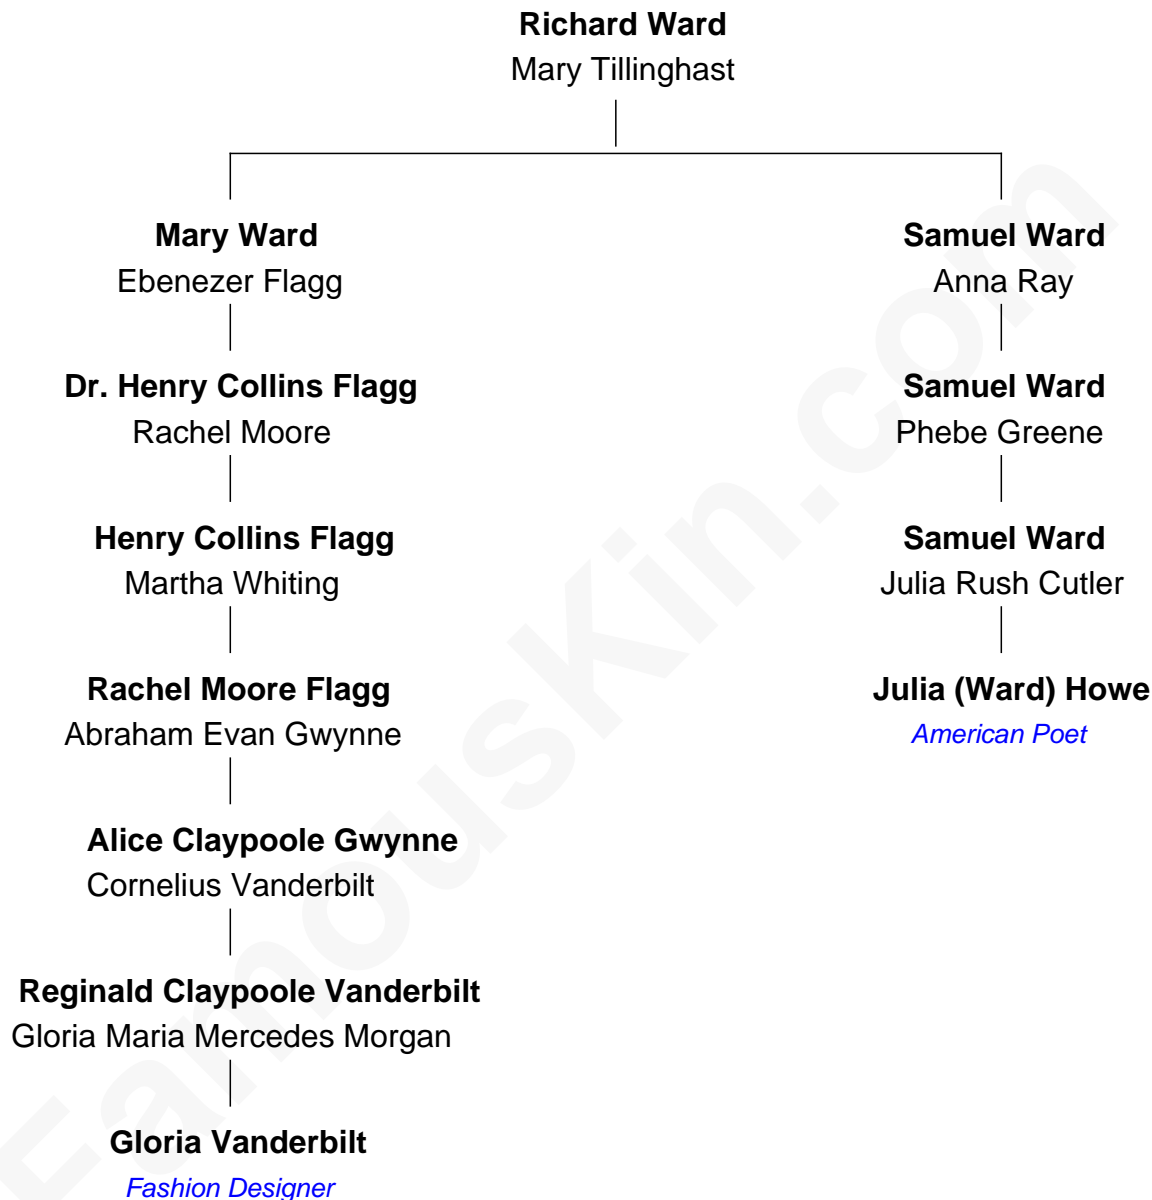 Richard Ward
Mary Tillinghast
Mary Ward
Ebenezer Flagg
Samuel Ward
Anna Ray
Dr. Henry Collins Flagg
Rachel Moore
Samuel Ward
Phebe Greene
Henry Collins Flagg
Martha Whiting
Samuel Ward
Julia Rush Cutler
Rachel Moore Flagg
Abraham Evan Gwynne
Julia (Ward) Howe
American Poet
Alice Claypoole Gwynne
Cornelius Vanderbilt
Reginald Claypoole Vanderbilt
Gloria Maria Mercedes Morgan
Gloria Vanderbilt
Fashion Designer
FamousKin.com